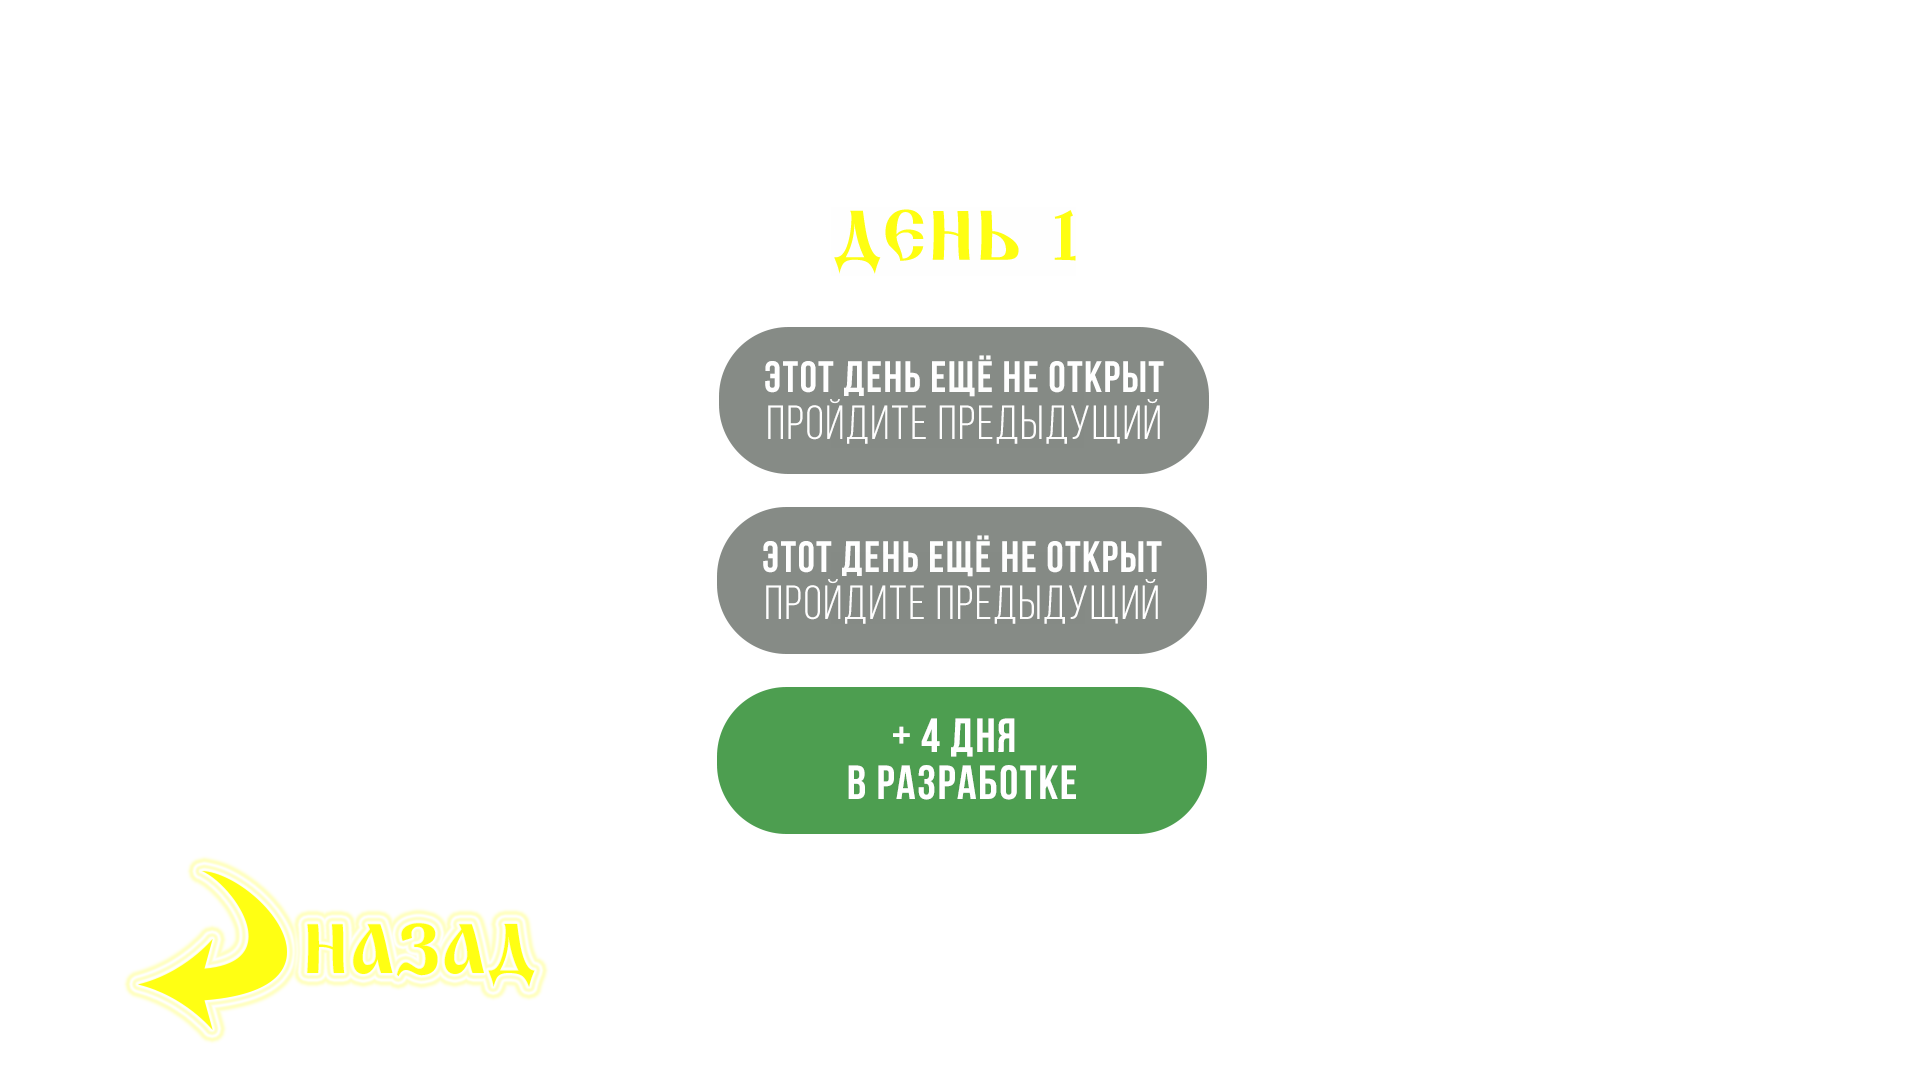 ДЕНЬ 1
ЭТОТ ДЕНЬ ЕЩЁ НЕ ОТКРЫТ
ПРОЙДИТЕ ПРЕДЫДУЩИЙ
ЭТОТ ДЕНЬ ЕЩЁ НЕ ОТКРЫТ
ПРОЙДИТЕ ПРЕДЫДУЩИЙ
+ 4 ДНЯ
В РАЗРАБОТКЕ
НАЗАД